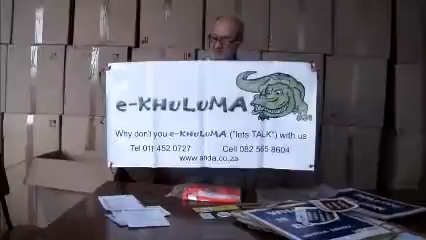 e-KHULUMA
Why don't you e-KHULUMA ("lets TALK") with us
Tel 011 452 0727 Cell 082 565 8604
www.anda.co.za